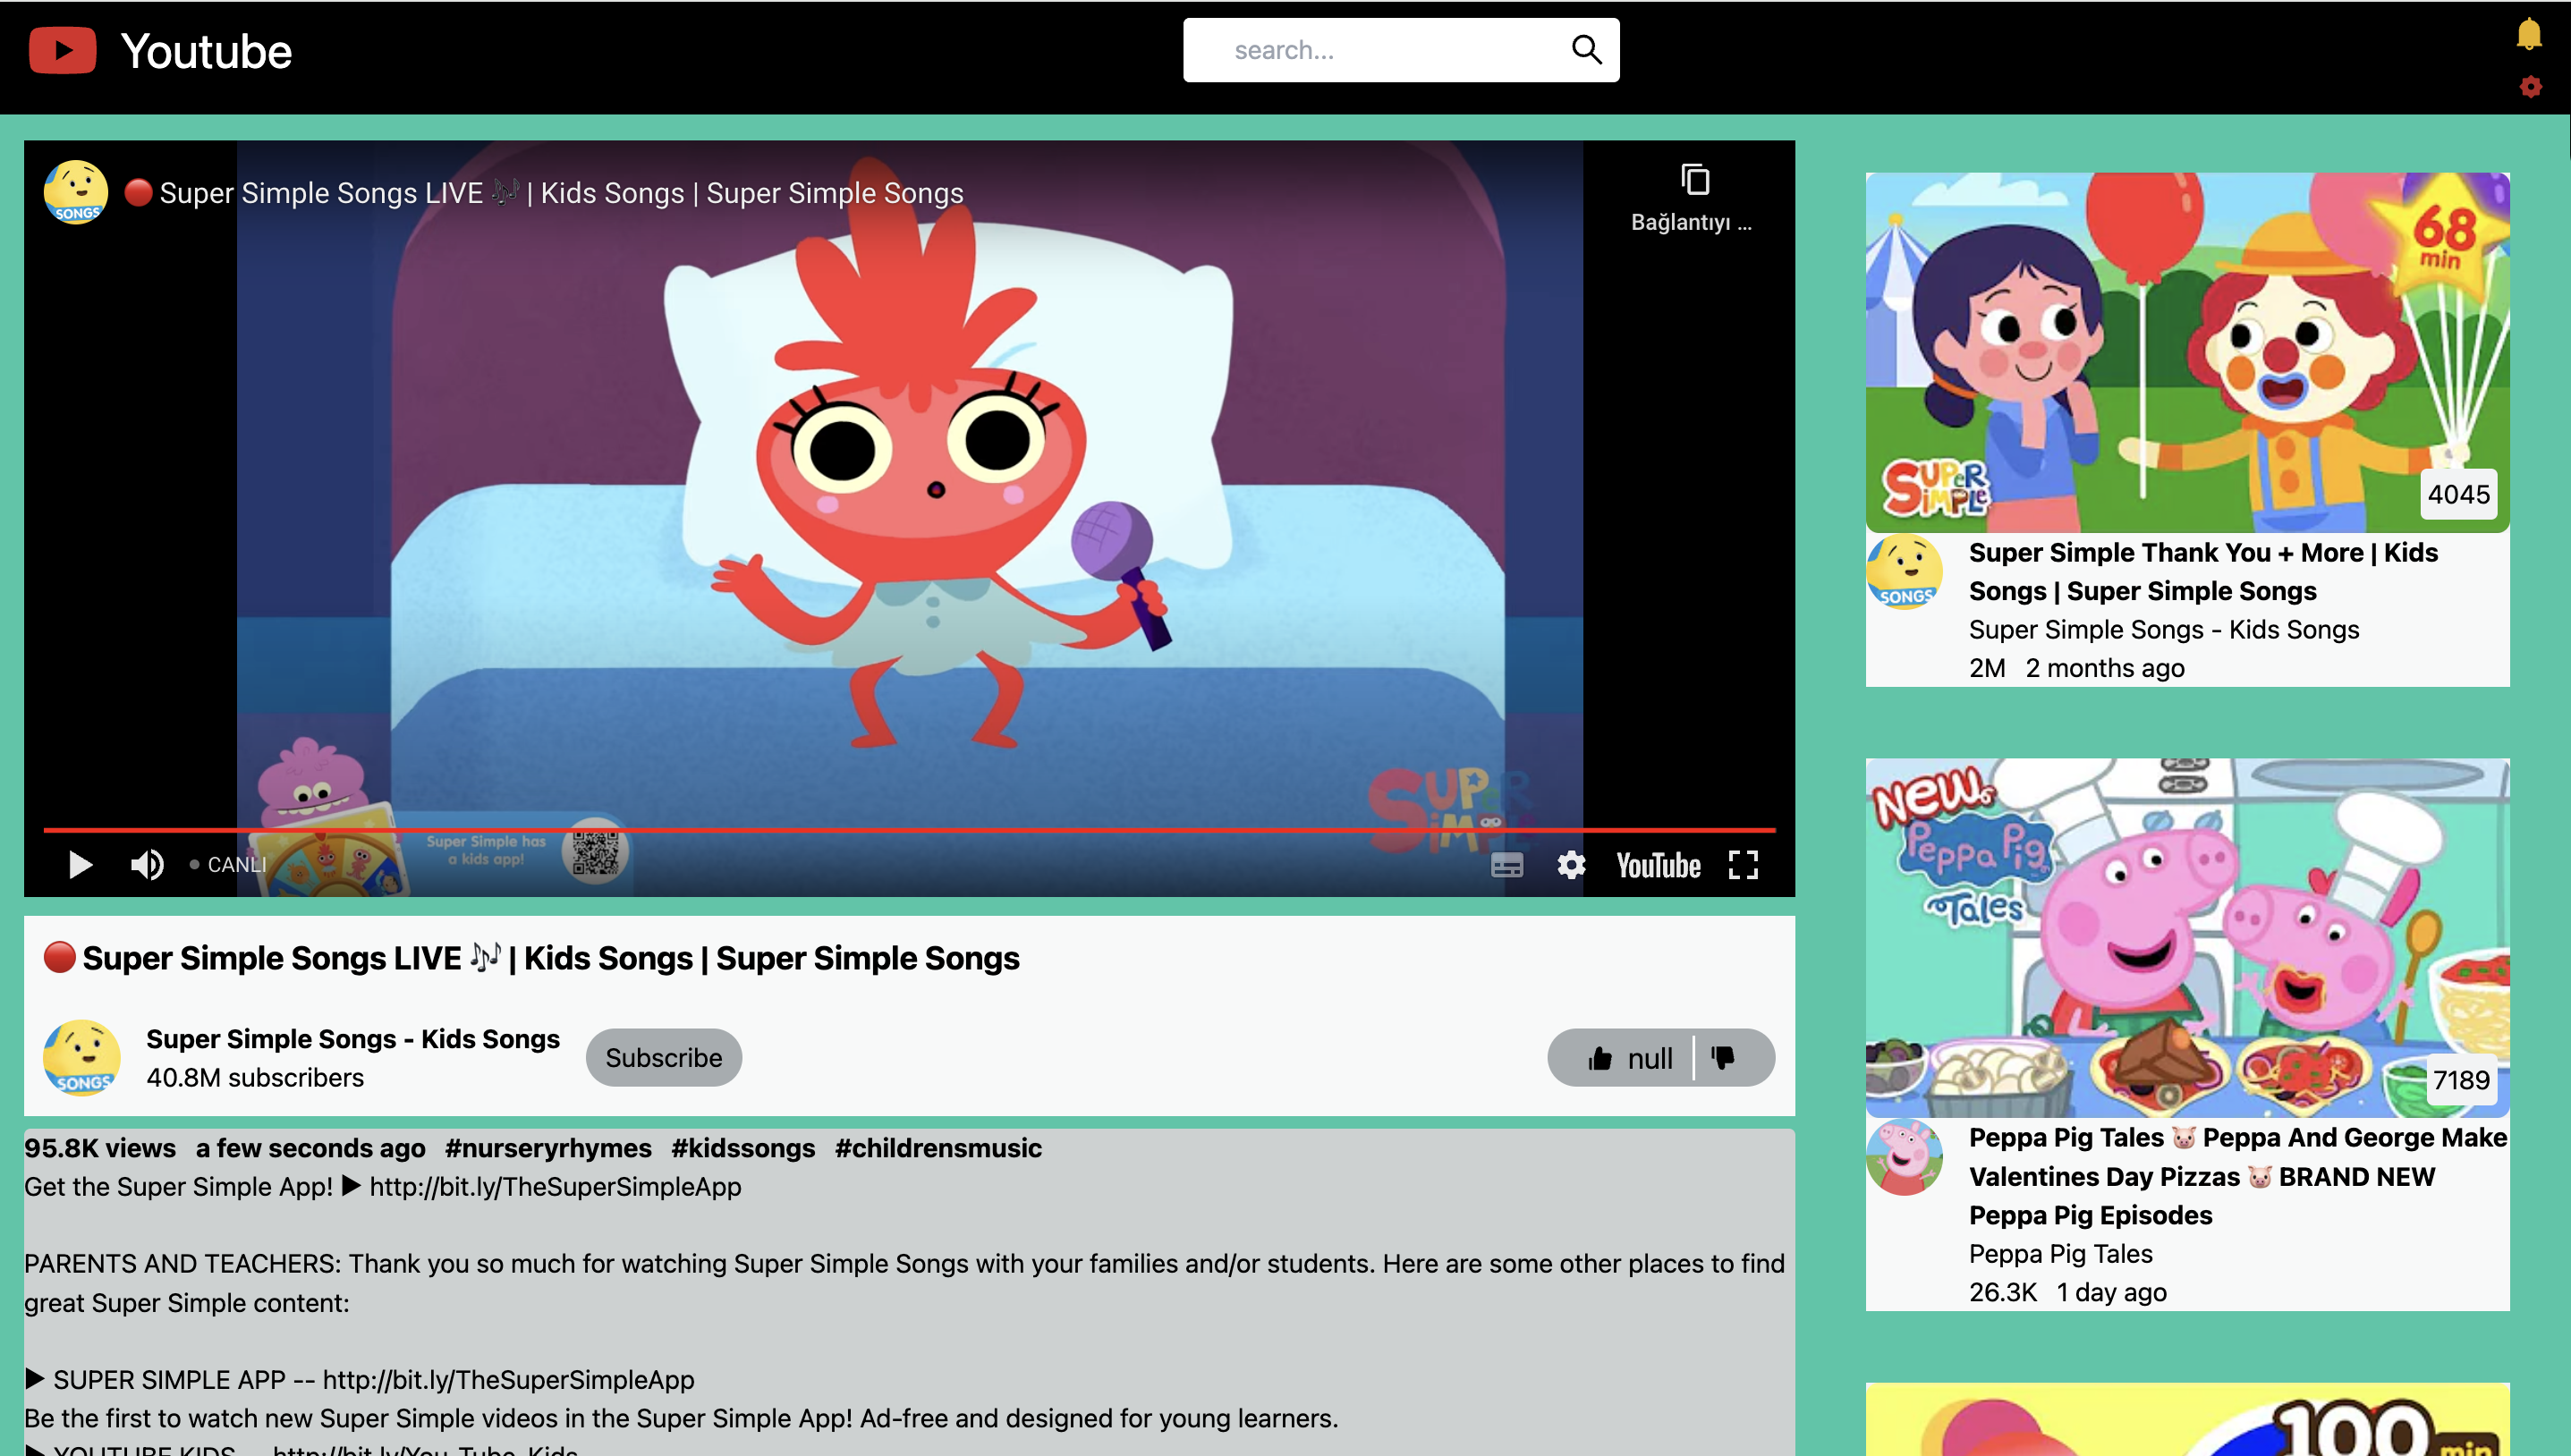 Youtube
search...
SONGS
🔴 Super Simple Songs LIVE 🎶 | Kids Songs | Super Simple Songs
Bağlantıyı ...
Super Simple has
a kids app!
SUPER
SiMPLE
CANLI
YouTube
🔴 Super Simple Songs LIVE 🎶 | Kids Songs | Super Simple Songs
SONGS
Super Simple Songs - Kids Songs
40.8M subscribers
Subscribe
null
95.8K views a few seconds ago #nurseryrhymes #kidssongs #childrensmusic
Get the Super Simple App! ► http://bit.ly/TheSuperSimpleApp
PARENTS AND TEACHERS: Thank you so much for watching Super Simple Songs with your families and/or students. Here are some other places to find
great Super Simple content:
► SUPER SIMPLE APP -- http://bit.ly/TheSuperSimpleApp
Be the first to watch new Super Simple videos in the Super Simple App! Ad-free and designed for young learners.
► YOUTUBE KIDS -- http://bit.ly/You_Tube_Kids
68
min
SUPER
SiMPLE
4045
SONGS
Super Simple Thank You + More | Kids
Songs | Super Simple Songs
Super Simple Songs - Kids Songs
2M 2 months ago
New
Peppa Pig
Tales
7189
Peppa Pig Tales 🐷 Peppa And George Make
Valentines Day Pizzas 🐷 BRAND NEW
Peppa Pig Episodes
Peppa Pig Tales
26.3K 1 day ago
100
min